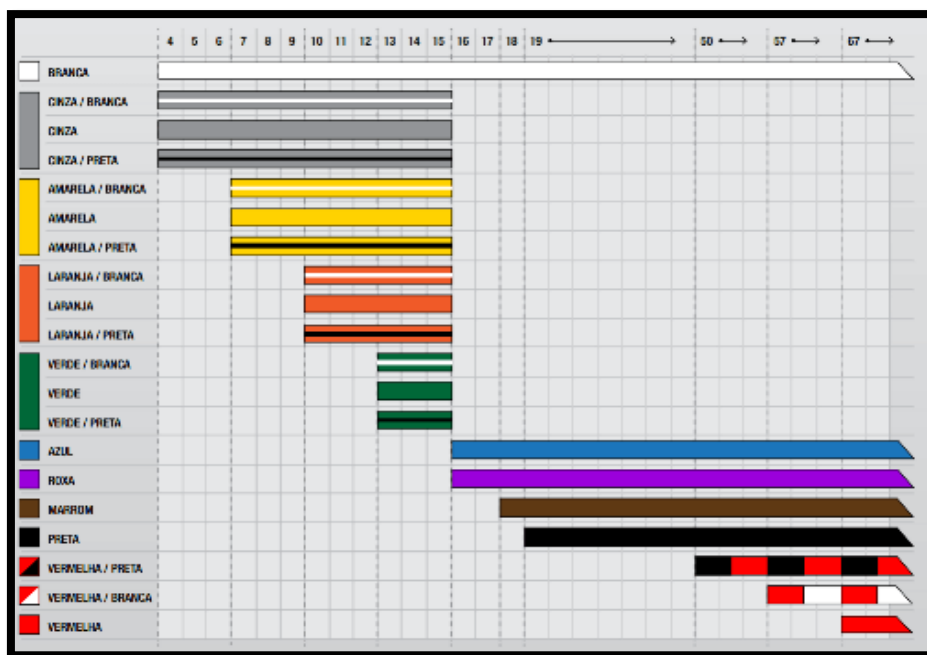 4 5 6 7 8 9 10 11 12 13 14 15 16 17 18 19 50 57 67
BRANCA
CINZA / BRANCA
CINZA
CINZA / PRETA
AMARELA / BRANCA
AMARELA
AMARELA / PRETA
LARANJA / BRANCA
LARANJA
LARANJA / PRETA
VERDE / BRANCA
VERDE
VERDE / PRETA
AZUL
ROXA
MARROM
PRETA
VERMELHA / PRETA
VERMELHA / BRANCA
VERMELHA